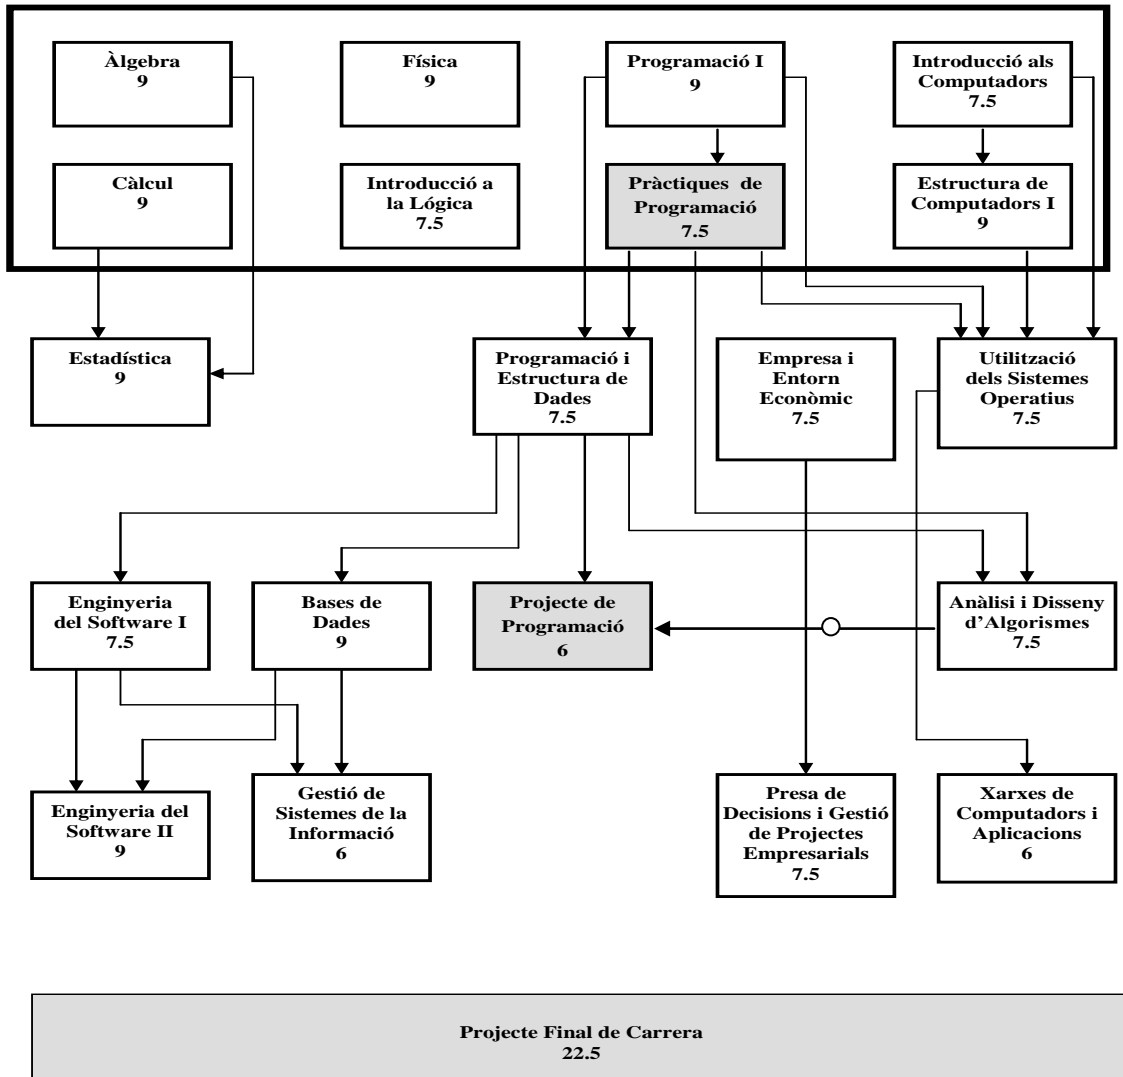 Àlgebra
9
Física
9
Programació I
9
Introducció als
Computadors
7.5
Càlcul
9
Introducció a
la Lógica
7.5
Pràctiques de
Programació
7.5
Estructura de
Computadors I
9
Estadística
9
Programació i
Estructura de
Dades
7.5
Empresa i
Entorn
Econòmic
7.5
Utilització
dels Sistemes
Operatius
7.5
Enginyeria
del Software I
7.5
Bases de
Dades
9
Projecte de
Programació
6
Anàlisi i Disseny
d'Algorismes
7.5
Enginyeria del
Software II
9
Gestió de
Sistemes de la
Informació
6
Presa de
Decisions i Gestió
de Projectes
Empresarials
7.5
Xarxes de
Computadors i
Aplicacions
6
Projecte Final de Carrera
22.5